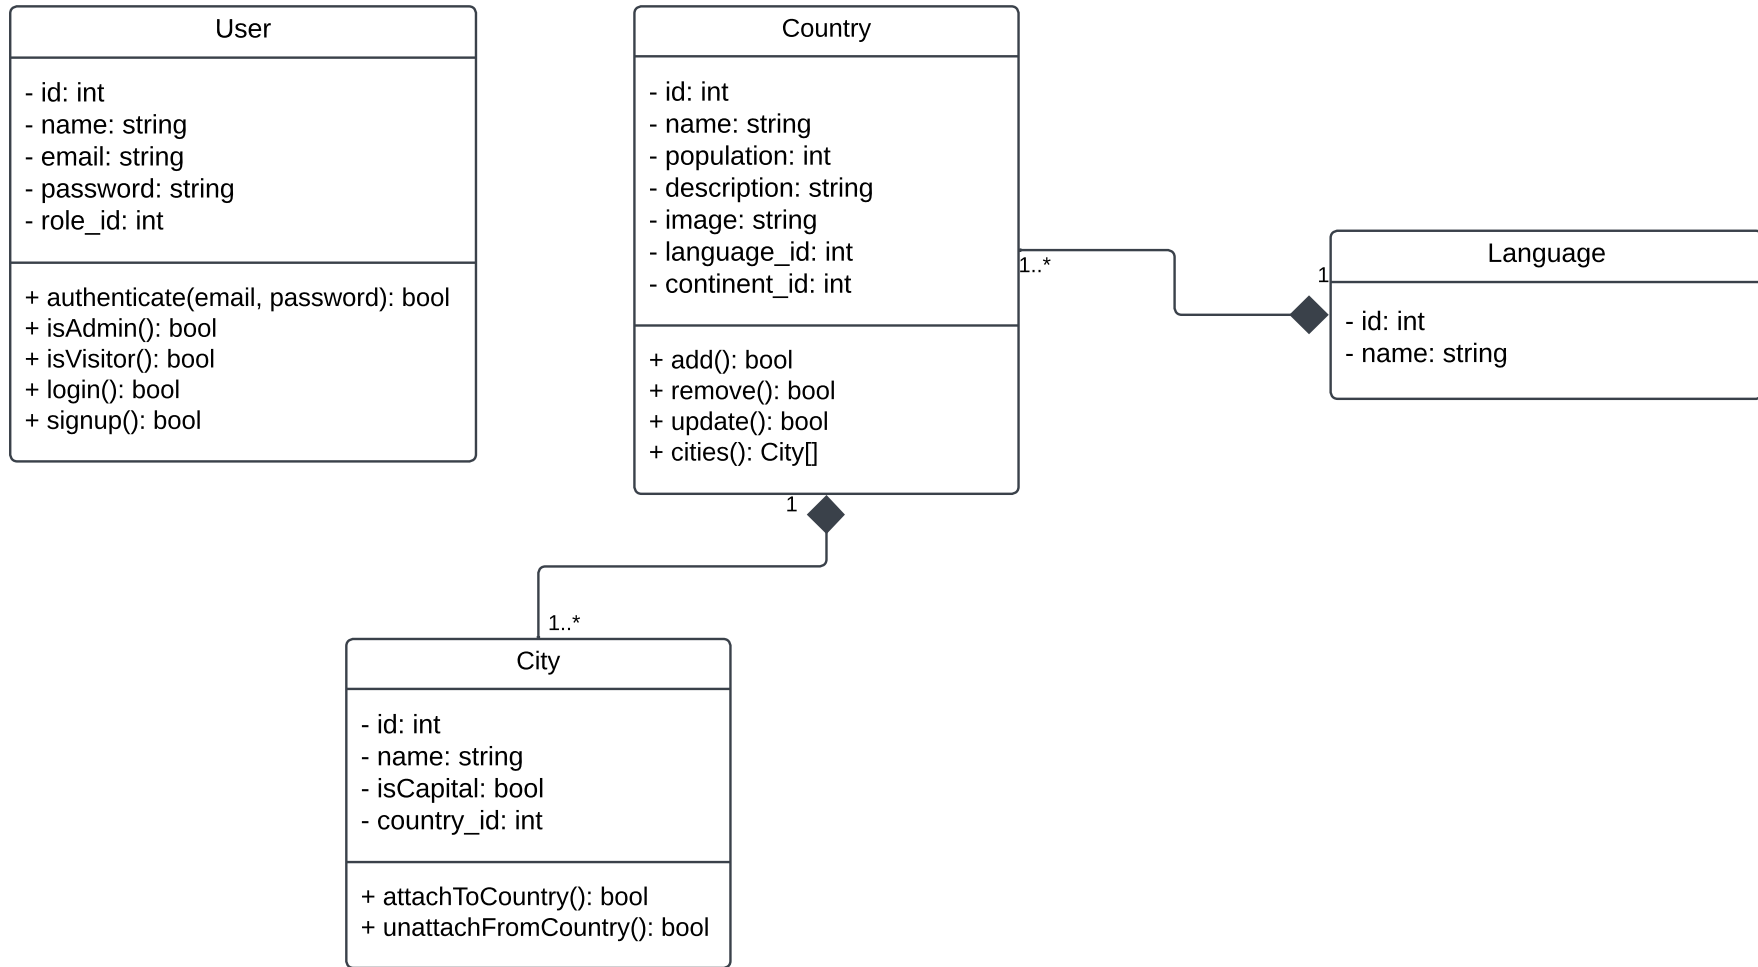 User
- id: int
- name: string
- email: string
- password: string
- role_id: int
+ authenticate(email, password): bool
+ isAdmin(): bool
+ isVisitor(): bool
+ login(): bool
+ signup(): bool
Country
- id: int
- name: string
- population: int
- description: string
- image: string
- language_id: int
- continent_id: int
+ add(): bool
+ remove(): bool
+ update(): bool
+ cities(): City[]
1..*
1
Language
- id: int
- name: string
1
1..*
City
- id: int
- name: string
- isCapital: bool
- country_id: int
+ attachToCountry(): bool
+ unattachFromCountry(): bool